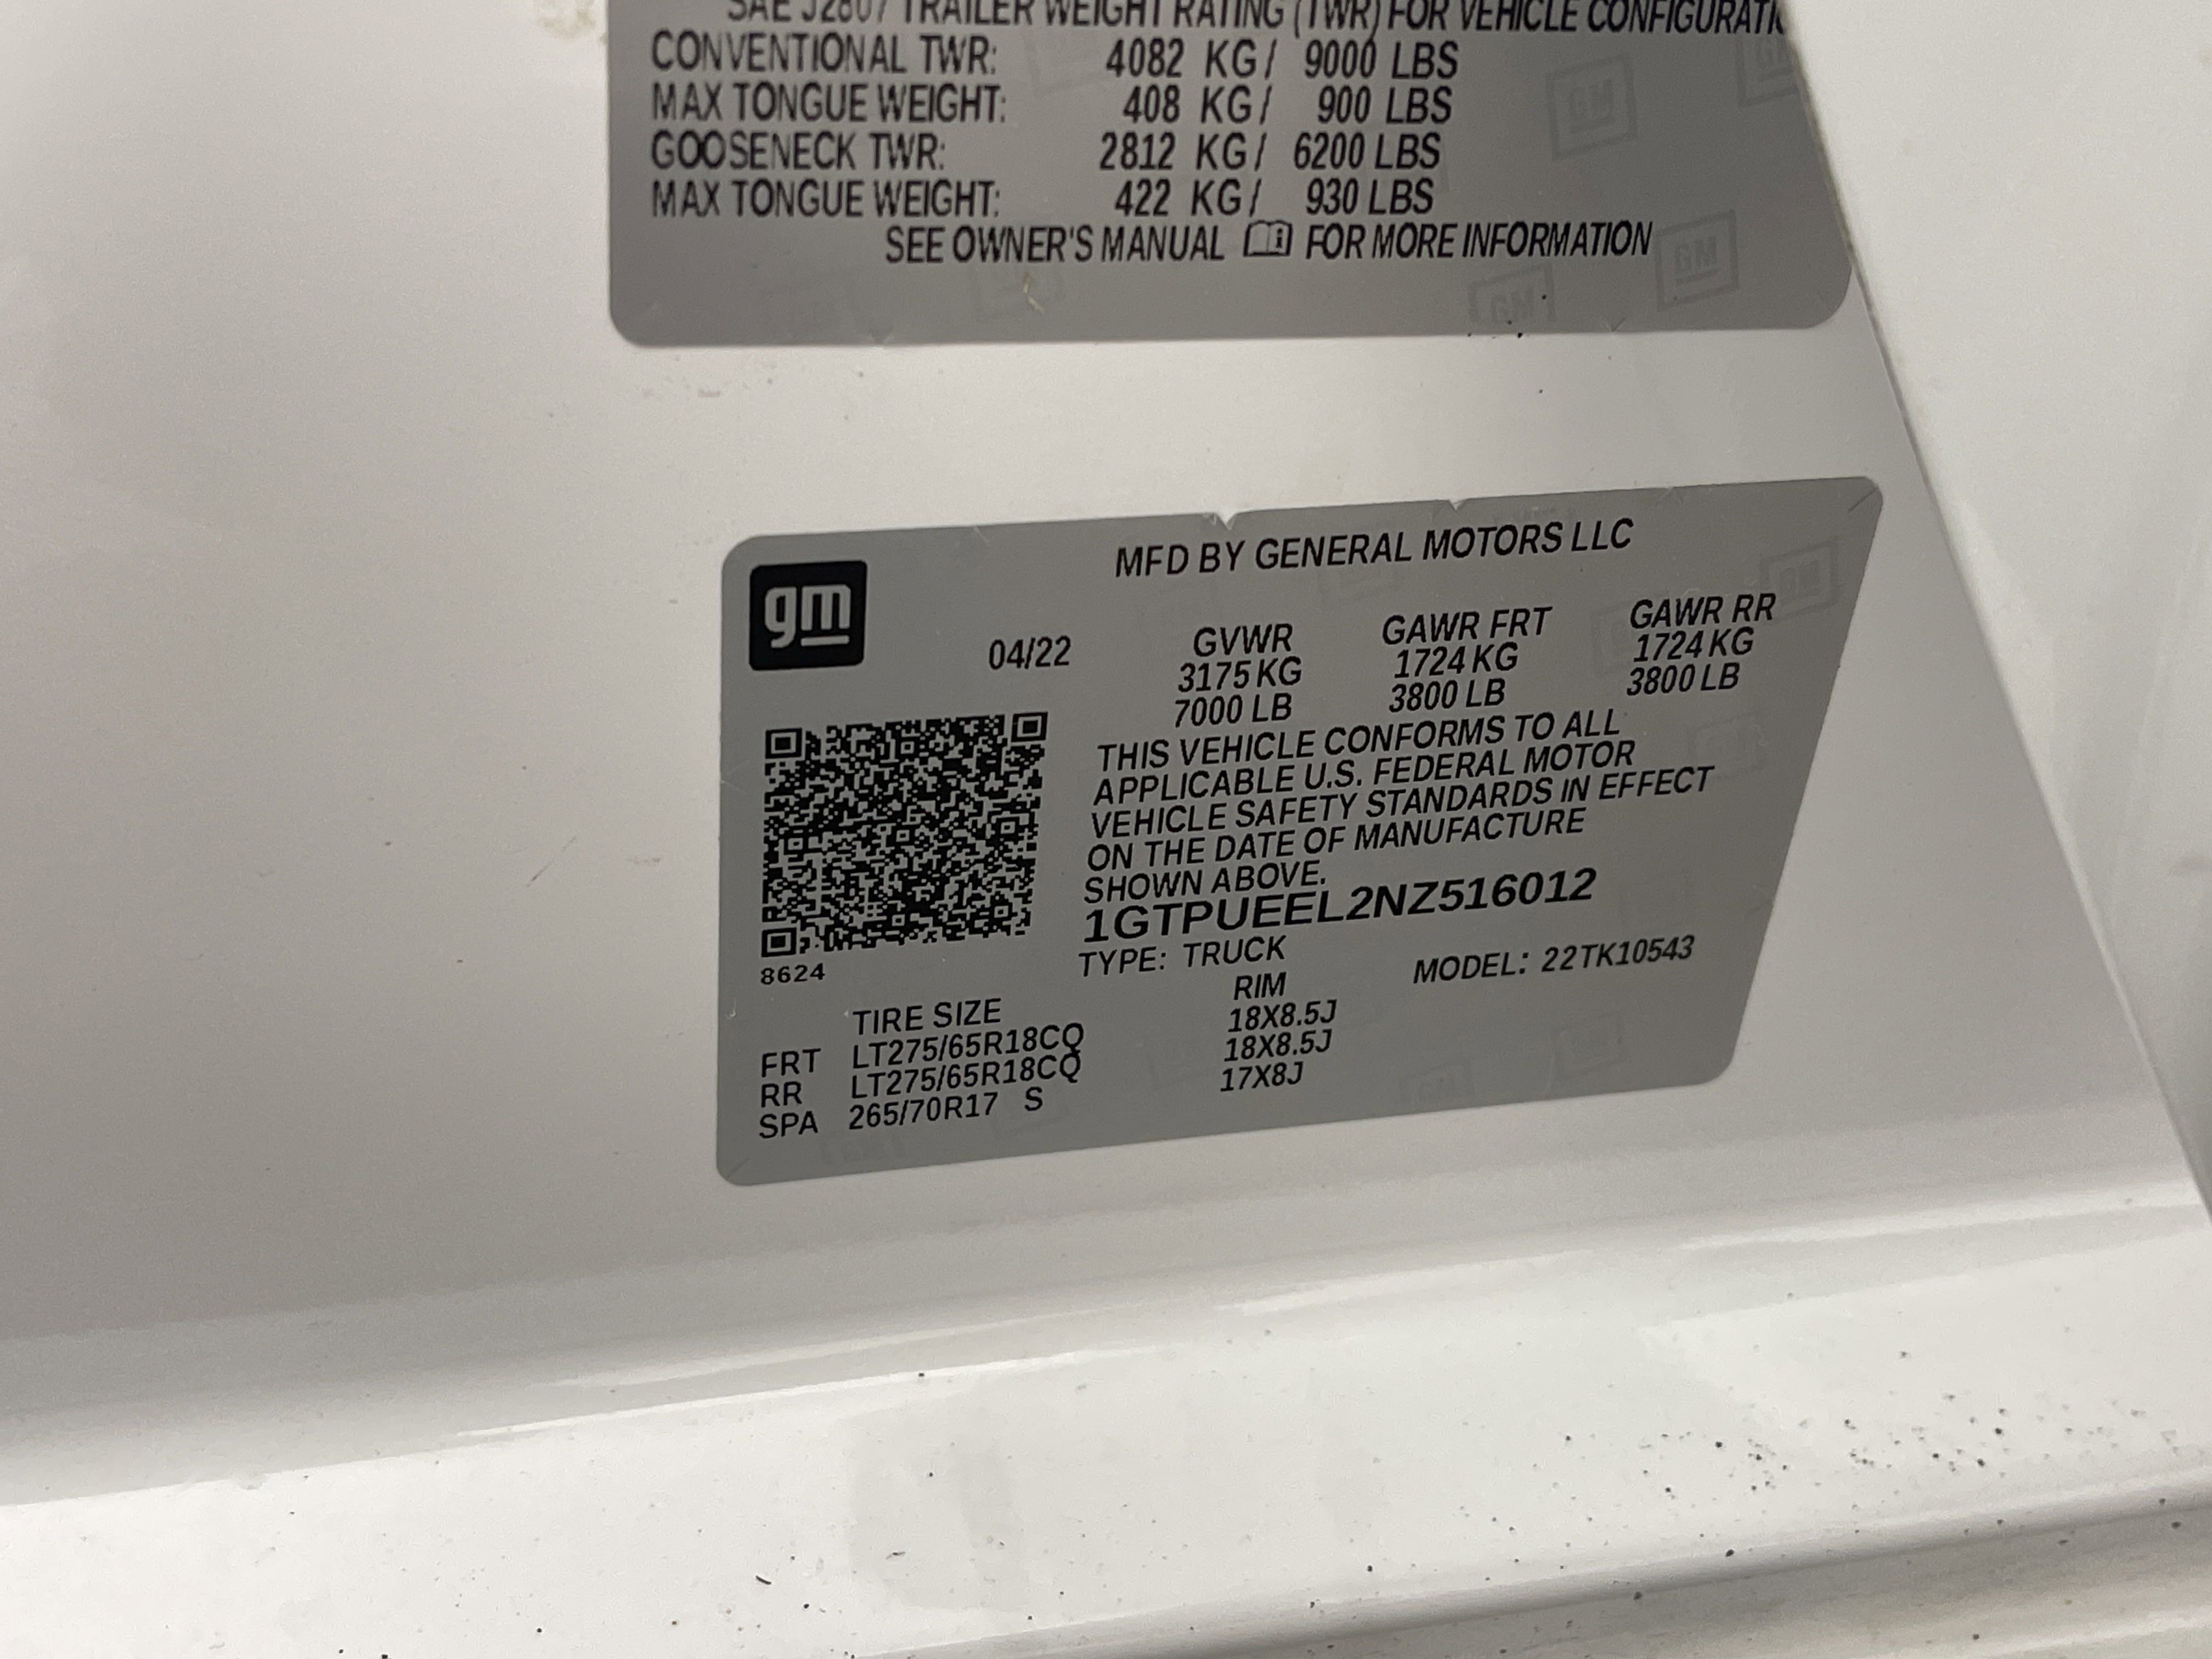 SAE J2807 TRAILER WEIGHT RATING (TWR) FOR VEHICLE
CONVENTIONAL TWR: 4082 KG / 9000 LBS
MAX TONGUE WEIGHT: 408 KG / 900 LBS
GOOSENECK TWR: 2812 KG / 6200 LBS
MAX TONGUE WEIGHT: 422 KG / 930 LBS
SEE OWNER'S MANUAL FOR MORE INFORMATION
gm
MFD BY GENERAL MOTORS LLC
04/22 GVWR GAWR FRT GAWR RR
3175 KG 1724 KG 1724 KG
7000 LB 3800 LB 3800 LB
THIS VEHICLE CONFORMS TO ALL
APPLICABLE U.S. FEDERAL MOTOR
VEHICLE SAFETY STANDARDS IN EFFECT
ON THE DATE OF MANUFACTURE
SHOWN ABOVE.
1GTPUEEL2NZ516012
TYPE: TRUCK MODEL: 22TK10543
8624
TIRE SIZE RIM
FRT LT275/65R18CQ 18X8.5J
RR LT275/65R18CQ 18X8.5J
SPA 265/70R17 S 17X8J